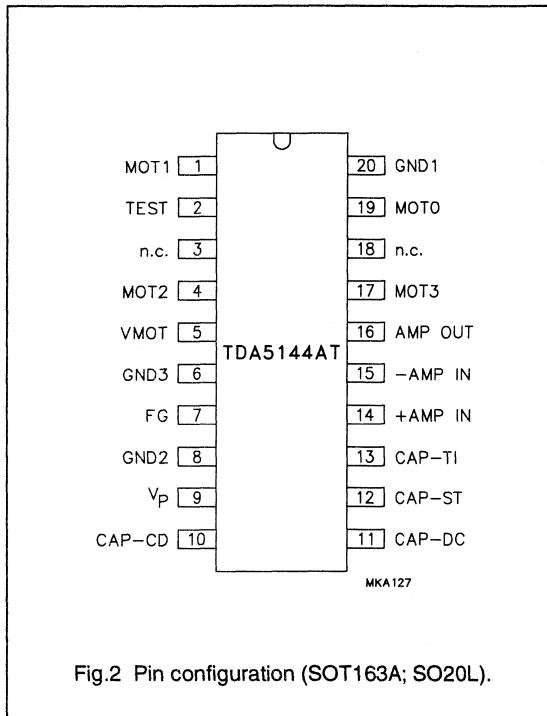 MOT1 1 20 GND1
TEST 2 19 MOT0
n.c. 3 18 n.c.
MOT2 4 17 MOT3
VMOT 5 16 AMP OUT
TDA5144AT
GND3 6 15 -AMP IN
FG 7 14 +AMP IN
GND2 8 13 CAP-TI
VP 9 12 CAP-ST
CAP-CD 10 11 CAP-DC
MKA127
Fig.2 Pin configuration (SOT163A; SO20L).